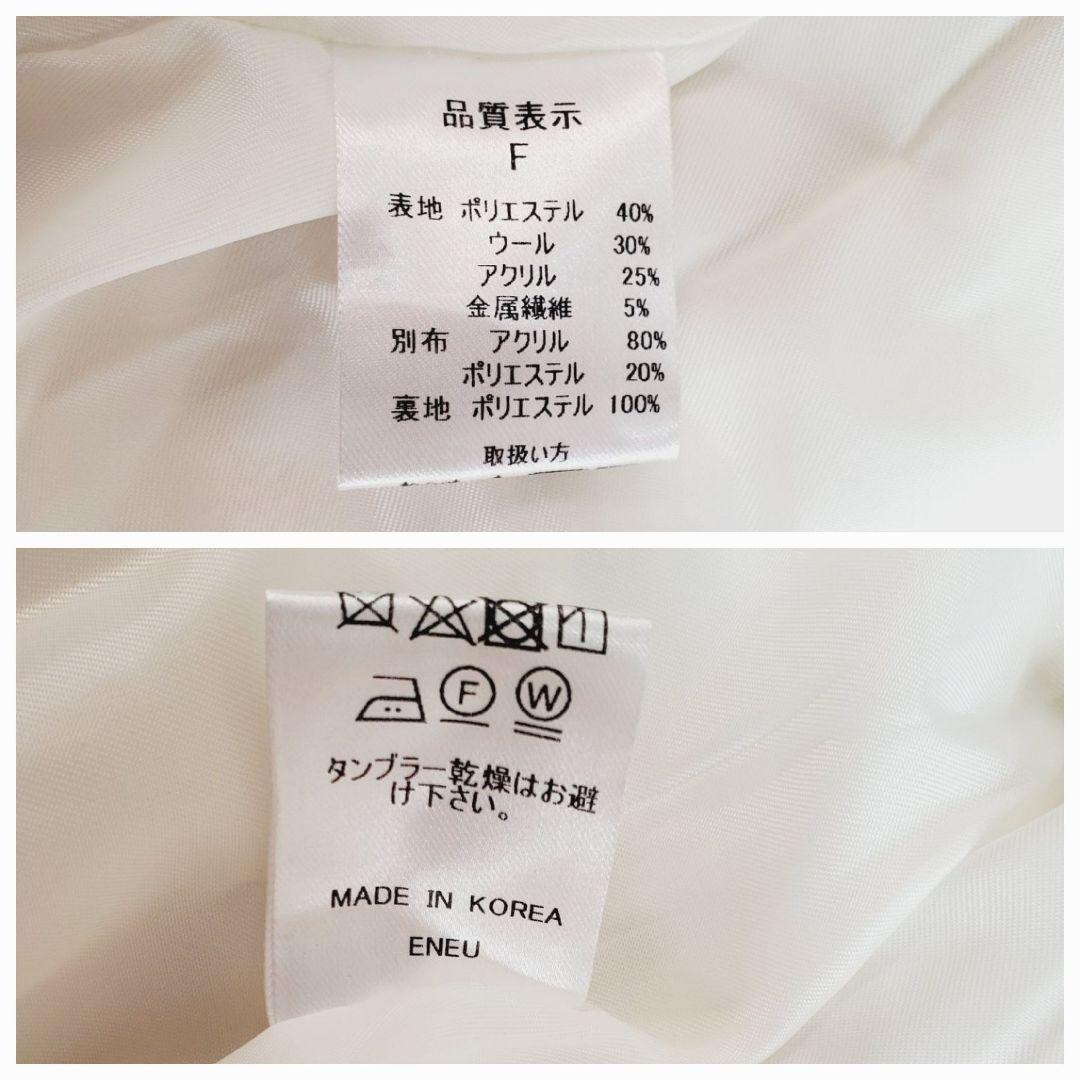 品質表示
F
表地 ポリエステル 40%
ウール 30%
アクリル 25%
金属繊維 5%
別布 アクリル 80%
ポリエステル 20%
裏地 ポリエステル 100%
取扱い方
F W
タンブラー乾燥はお避
け下さい。
MADE IN KOREA
ENEU